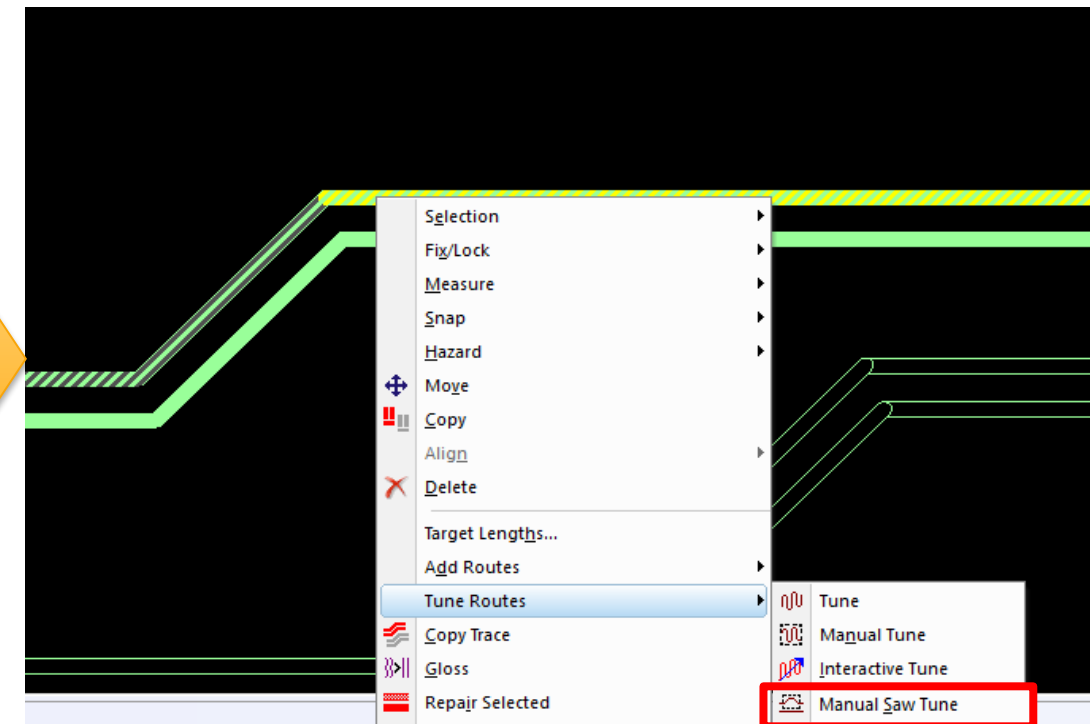 Selection
Fix/Lock
Measure
Snap
Hazard
Move
Copy
Align
Delete
Target Lengths...
Add Routes
Tune Routes
Copy Trace
Gloss
Repair Selected
Tune
Manual Tune
Interactive Tune
Manual Saw Tune